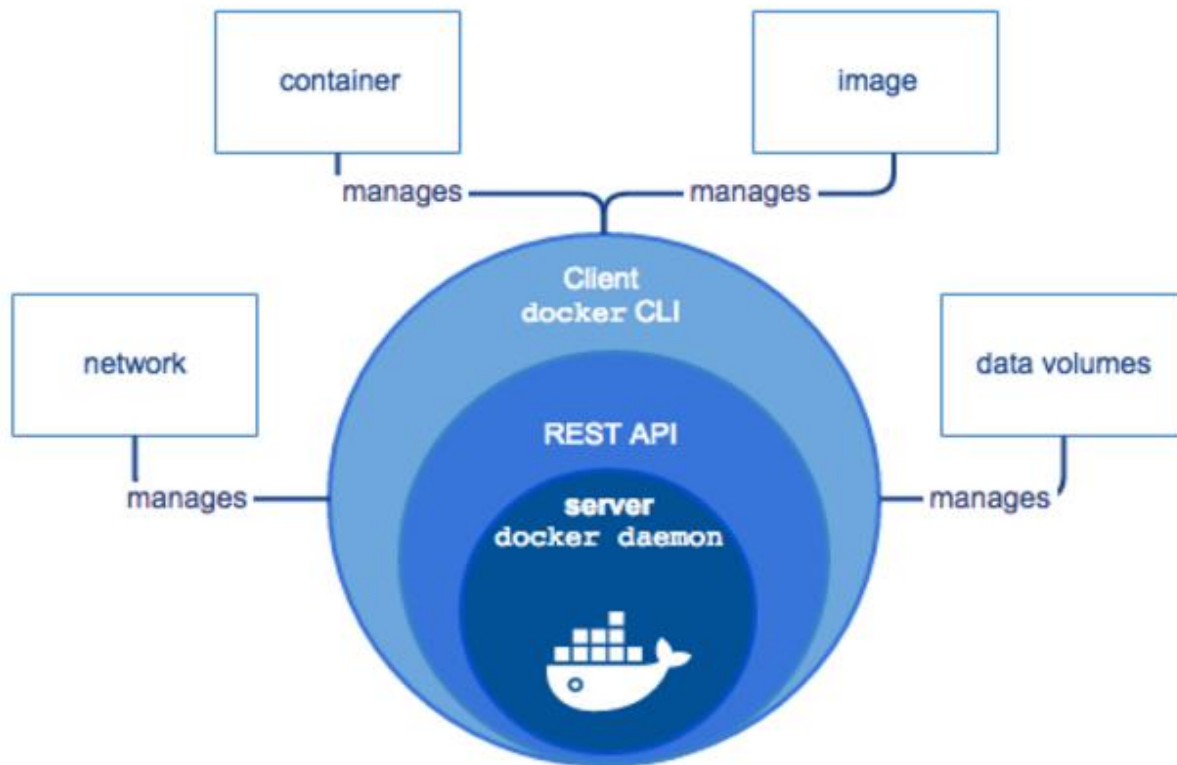 container
image
manages
manages
Client
docker CLI
network
data volumes
REST API
manages
manages
server
docker daemon